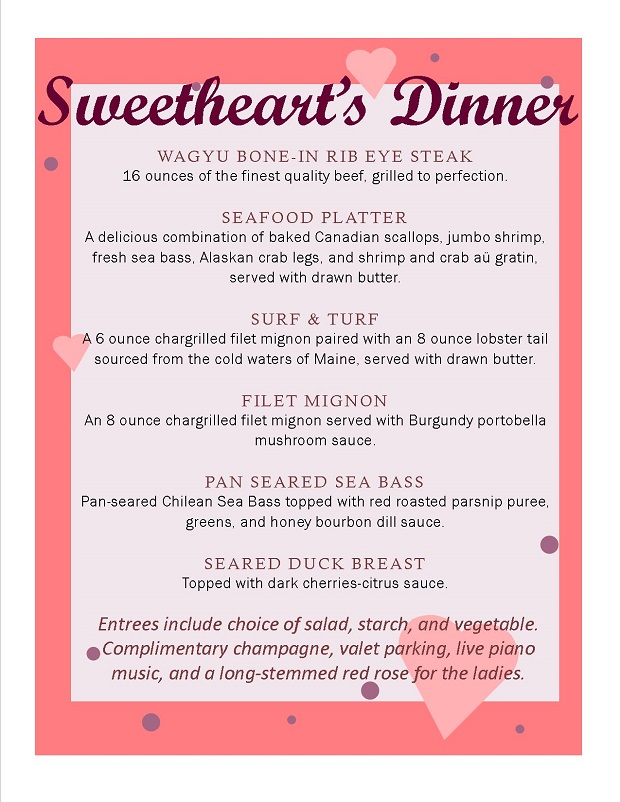 Sweetheart's Dinner
WAGYU BONE-IN RIB EYE STEAK
16 ounces of the finest quality beef, grilled to perfection.
SEAFOOD PLATTER
A delicious combination of baked Canadian scallops, jumbo shrimp,
fresh sea bass, Alaskan crab legs, and shrimp and crab aü gratin,
served with drawn butter.
SURF & TURF
A 6 ounce chargrilled filet mignon paired with an 8 ounce lobster tail
sourced from the cold waters of Maine, served with drawn butter.
FILET MIGNON
An 8 ounce chargrilled filet mignon served with Burgundy portobella
mushroom sauce.
PAN SEARED SEA BASS
Pan-seared Chilean Sea Bass topped with red roasted parsnip puree,
greens, and honey bourbon dill sauce.
SEARED DUCK BREAST
Topped with dark cherries-citrus sauce.
Entrees include choice of salad, starch, and vegetable.
Complimentary champagne, valet parking, live piano
music, and a long-stemmed red rose for the ladies.